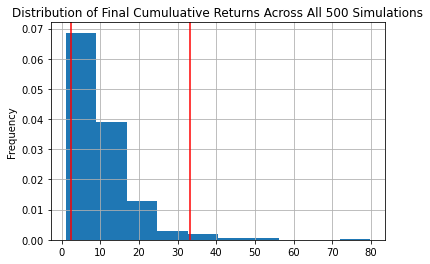 Distribution of Final Cumuluative Returns Across All 500 Simulations
Frequency
0.07
0.06
0.05
0.04
0.03
0.02
0.01
0.00
0 10 20 30 40 50 60 70 80